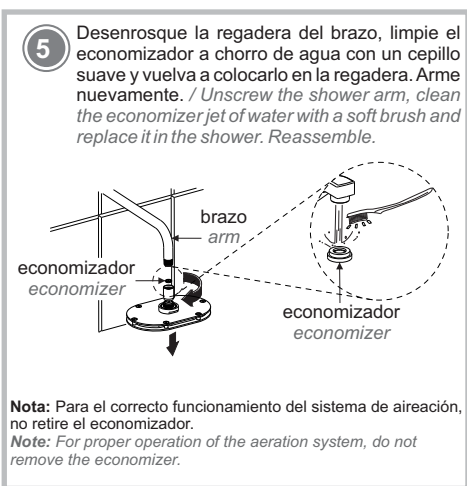 5
Desenrosque la regadera del brazo, limpie el
economizador a chorro de agua con un cepillo
suave y vuelva a colocarlo en la regadera. Arme
nuevamente. / Unscrew the shower arm, clean
the economizer jet of water with a soft brush and
replace it in the shower. Reassemble.
brazo
arm
economizador
economizer
economizador
economizer
Nota: Para el correcto funcionamiento del sistema de aireación,
no retire el economizador.
Note: For proper operation of the aeration system, do not
remove the economizer.